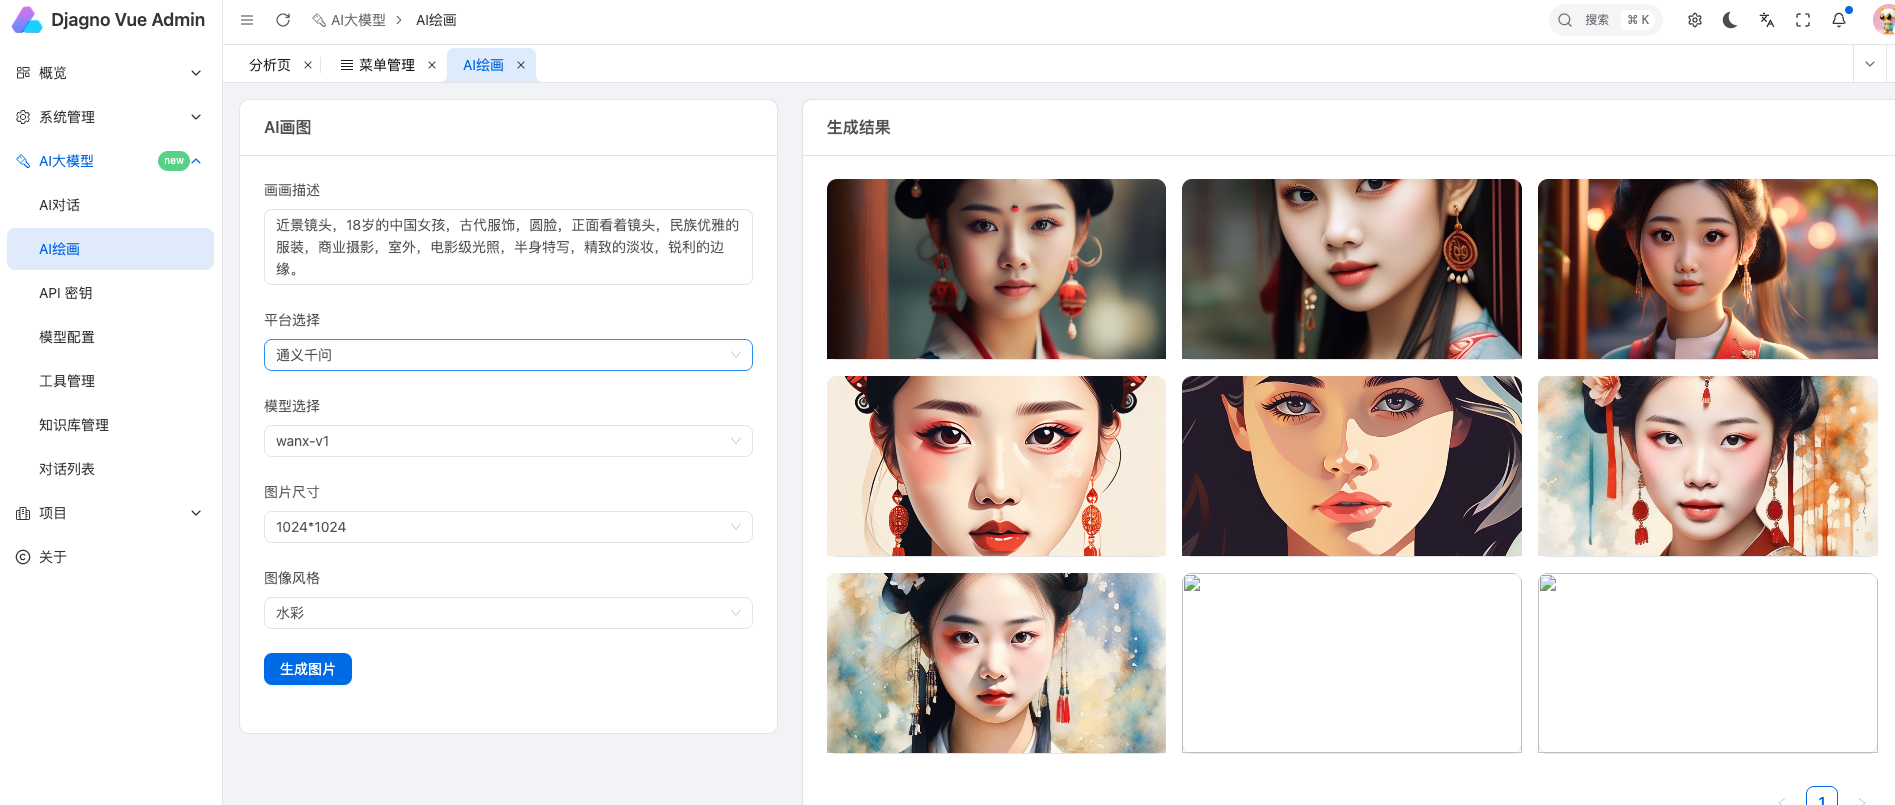 Djagno Vue Admin
AI大模型
AI绘画
搜索
⌘ K
概览
系统管理
AI大模型
new
AI对话
AI绘画
API 密钥
模型配置
工具管理
知识库管理
对话列表
项目
关于
分析页
菜单管理
AI绘画
AI画图
画画描述
近景镜头，18岁的中国女孩，古代服饰，圆脸，正面看着镜头，民族优雅的
服装，商业摄影，室外，电影级光照，半身特写，精致的淡妆，锐利的边
缘。
平台选择
通义千问
模型选择
wanx-v1
图片尺寸
1024*1024
图像风格
水彩
生成图片
生成结果
1